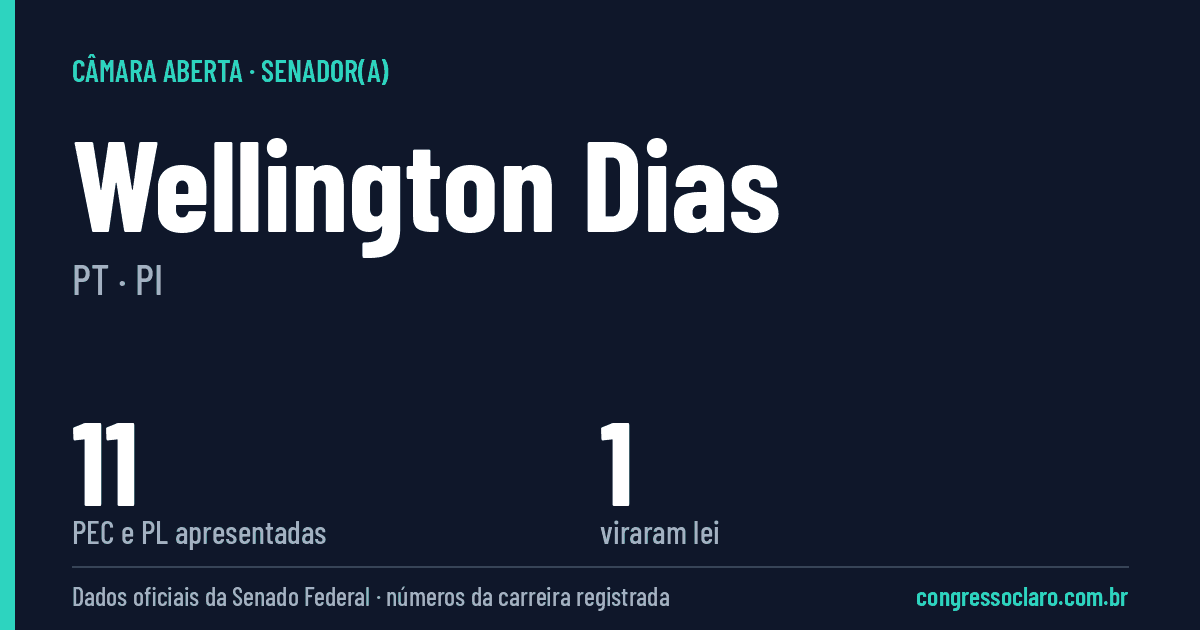 CÂMARA ABERTA · SENADOR(A)
Wellington Dias
PT · PI
11
PEC e PL apresentadas
1
viraram lei
Dados oficiais da Senado Federal · números da carreira registrada
congressoclaro.com.br